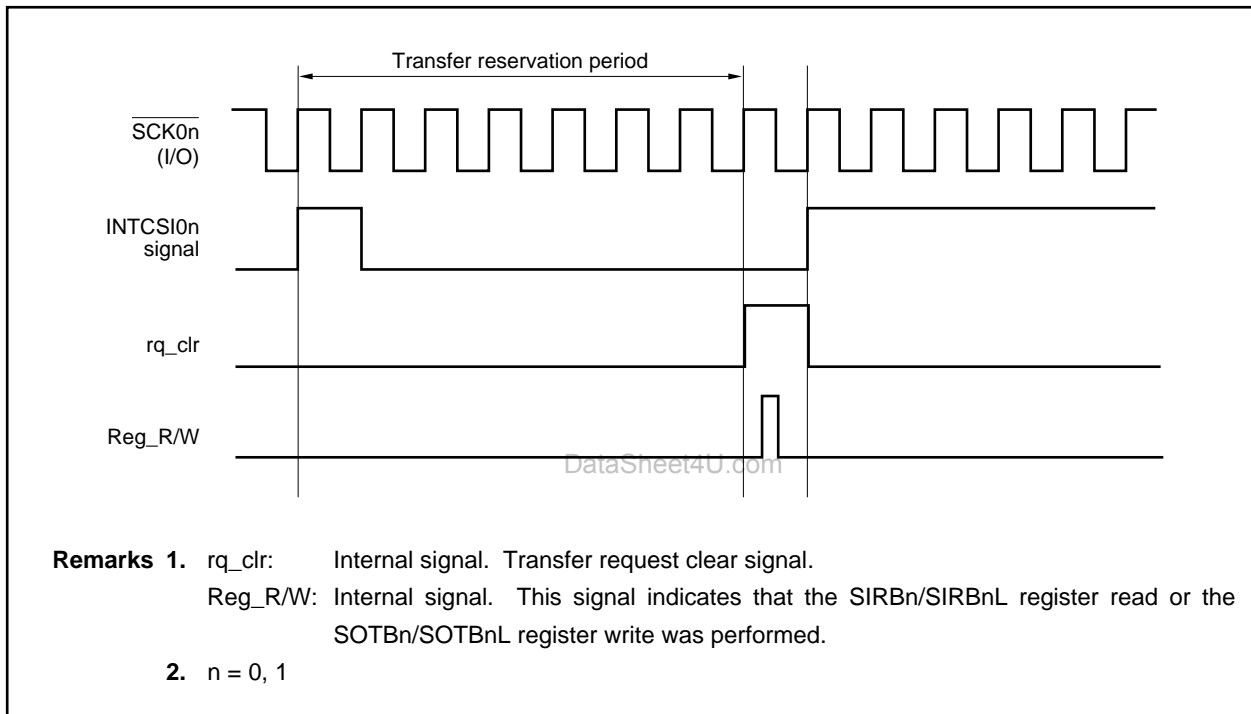 Transfer reservation period
SCK0n
(I/O)
INTCSI0n
signal
rq_clr
Reg_R/W
DataSheet4U.com
Remarks 1. rq_clr: Internal signal. Transfer request clear signal.
Reg_R/W: Internal signal. This signal indicates that the SIRBn/SIRBnL register read or the
SOTBn/SOTBnL register write was performed.
2. n = 0, 1